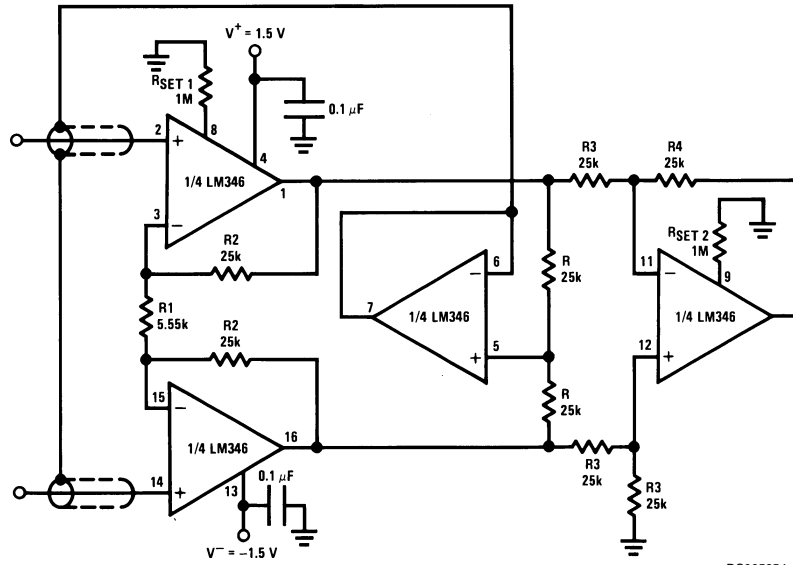 V+ = 1.5 V
RSET 1
1M
0.1 μF
2
+
8
4
1/4 LM346
1
3
−
R2
25k
R1
5.55k
R2
25k
15
−
1/4 LM346
16
14
+
13
0.1 μF
V− = −1.5 V
6
−
7
1/4 LM346
5
+
R
25k
R
25k
R3
25k
R4
25k
RSET 2
1M
11
−
9
1/4 LM346
12
+
R3
25k
R3
25k